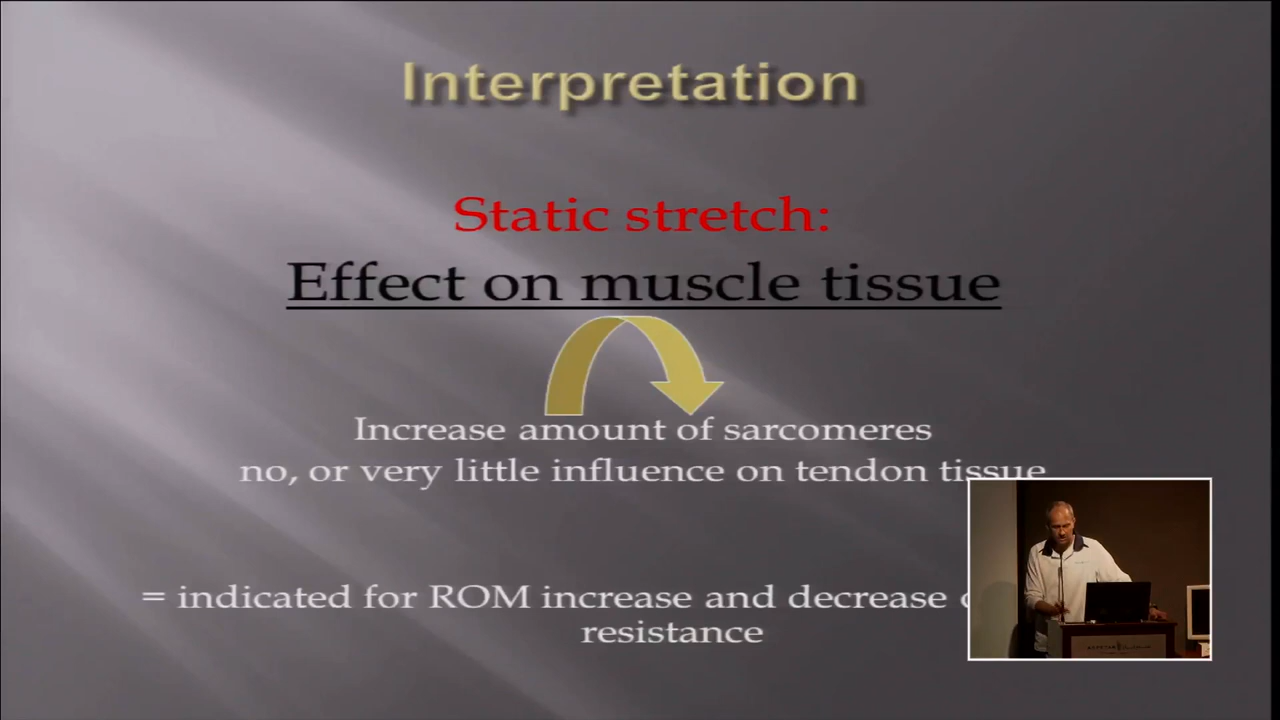 Interpretation
Static stretch:
Effect on muscle tissue
Increase amount of sarcomeres
no, or very little influence on tendon tissue
= indicated for ROM increase and decrease
resistance